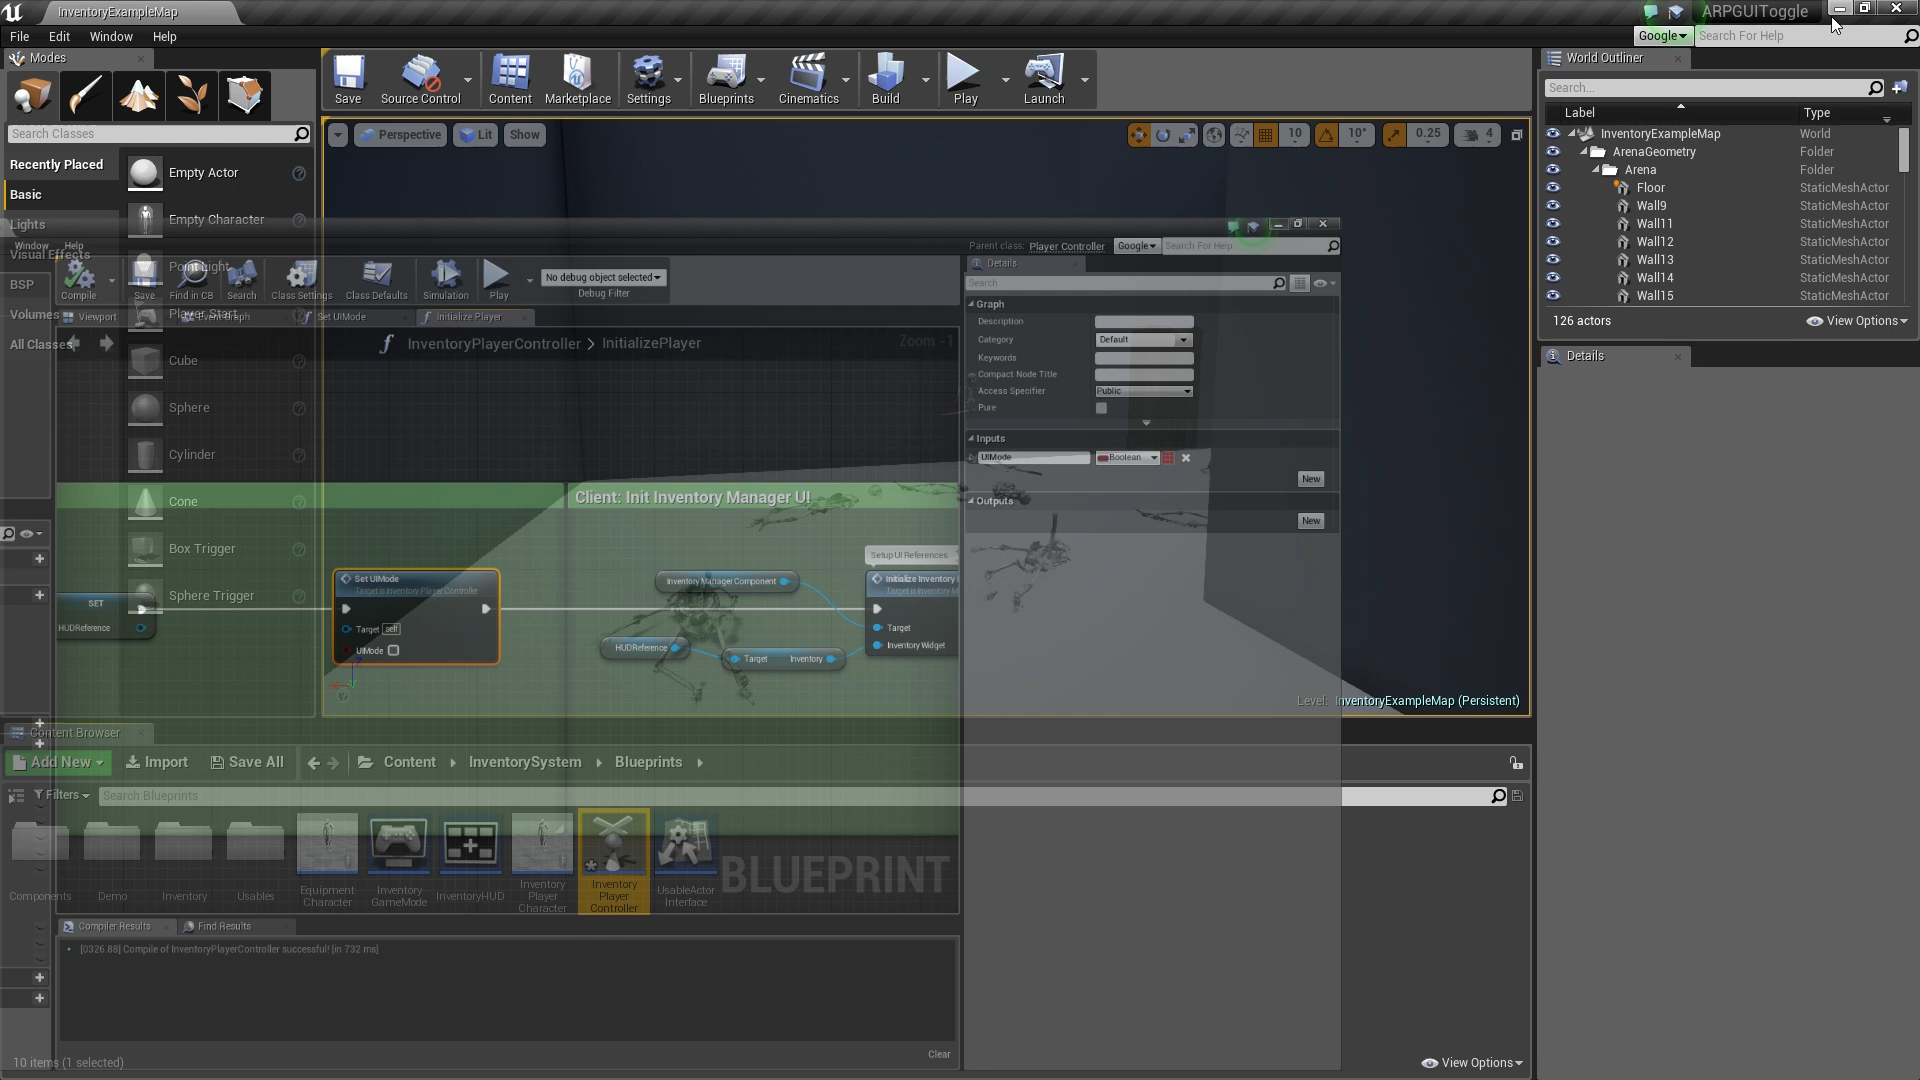 InventoryExampleMap
ARPGUIToggle
File Edit Window Help
Google
Search For Help
Modes
Save
Source Control
Content
Marketplace
Settings
Blueprints
Cinematics
Build
Play
Launch
World Outliner
Search...
Label
Type
Search Classes
Perspective
Lit
Show
10
10°
0.25
4
InventoryExampleMap World
ArenaGeometry Folder
Arena Folder
Floor StaticMeshActor
Wall9 StaticMeshActor
Wall11 StaticMeshActor
Wall12 StaticMeshActor
Wall13 StaticMeshActor
Wall14 StaticMeshActor
Wall15 StaticMeshActor
126 actors
View Options
Details
Recently Placed
Basic
Lights
Visual Effects
BSP
Volumes
All Classes
Empty Actor
Empty Character
Point Light
Player Start
Cube
Sphere
Cylinder
Cone
Box Trigger
Sphere Trigger
Window Help
Parent class: Player Controller
Google
Search For Help
Compile
Save
Find in CB
Search
Class Settings
Class Defaults
Simulation
Play
No debug object selected
Debug Filter
Viewport
Event Graph
Set UIMode
Initialize Player
InventoryPlayerController > InitializePlayer
Zoom -1
Details
Search
Graph
Description
Category Default
Keywords
Compact Node Title
Access Specifier Public
Pure
Inputs
UIMode Boolean
New
Outputs
New
Client: Init Inventory Manager UI
Setup UI References
SET
HUDReference
Set UIMode
Target is Inventory Player Controller
Target self
UIMode
Inventory Manager Component
HUDReference
Target Inventory
Initialize Inventory
Target is Inventory M
Target
Inventory Widget
Level: InventoryExampleMap (Persistent)
Content Browser
Add New
Import
Save All
Content
InventorySystem
Blueprints
Filters
Search Blueprints
Components
Demo
Inventory
Usables
Equipment Character
Inventory GameMode
InventoryHUD
Inventory Player Character
Inventory Player Controller
UsableActor Interface
BLUEPRINT
Compiler Results
Find Results
[0326.88] Compile of InventoryPlayerController successful! [in 732 ms]
Clear
10 items (1 selected)
View Options